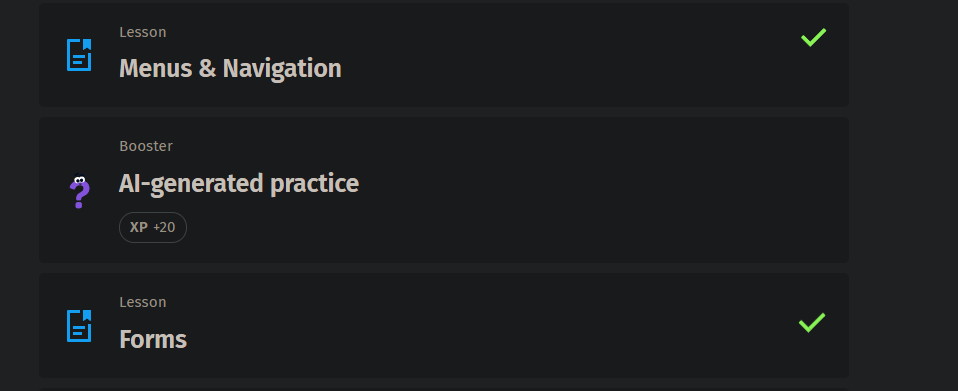 Lesson
Menus & Navigation
Booster
AI-generated practice
XP +20
Lesson
Forms